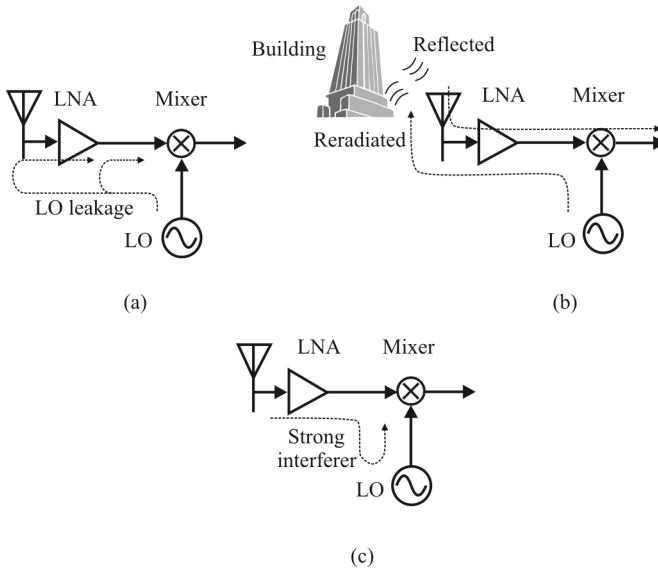 LNA
Mixer
LO leakage
LO
(a)
Building
Reflected
Reradiated
LNA
Mixer
LO
(b)
LNA
Mixer
Strong
interferer
LO
(c)